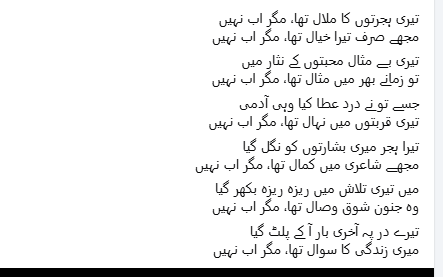 تیری ہجرتوں کا ملال تھا، مگر اب نہیں
مجھے صرف تیرا خیال تھا، مگر اب نہیں
تیری بے مثال محبتوں کے نثار میں
تو زمانے بھر میں مثال تھا، مگر اب نہیں
جسے تو نے درد عطا کیا وہی آدمی
تیری قربتوں میں نہال تھا، مگر اب نہیں
تیرا ہجر میری بشارتوں کو نگل گیا
مجھے شاعری میں کمال تھا، مگر اب نہیں
میں تیری تلاش میں ریزہ ریزہ بکھر گیا
وہ جنون شوق وصال تھا، مگر اب نہیں
تیرے در پہ آخری بار آ کے پلٹ گیا
میری زندگی کا سوال تھا، مگر اب نہیں